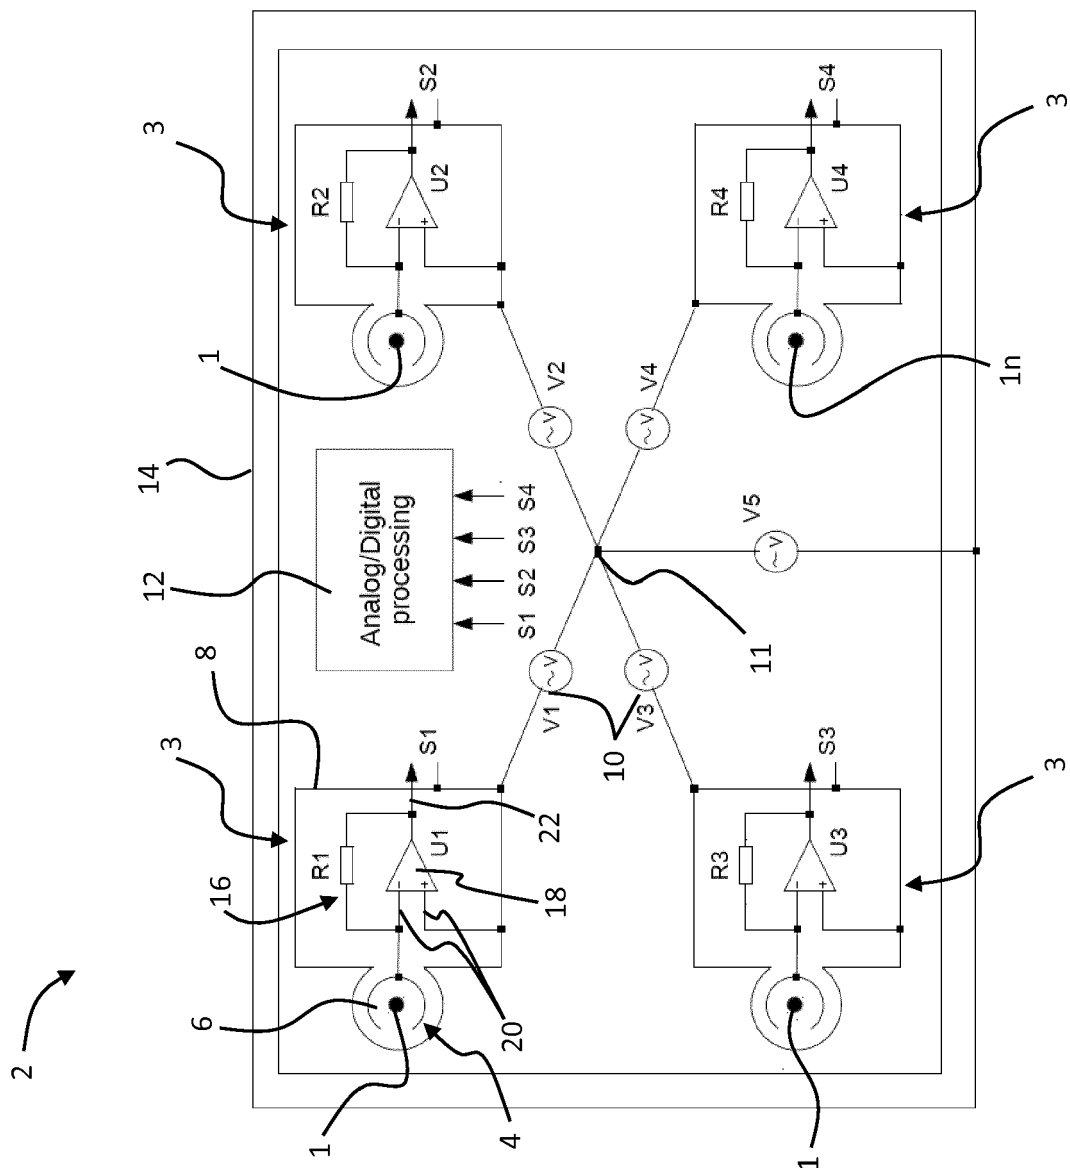 2
3
12
14
3
6
8
1
16
1
R1
R2
Analog/Digital
processing
S1
S2
U1
U2
4
20
S1 S2 S3 S4
18
22
V1
V2
10
V3
V4
R3
R4
V5
11
1
S3
S4
U3
U4
1n
3
3
V
V
V
V
V
- +
- +
- +
- +